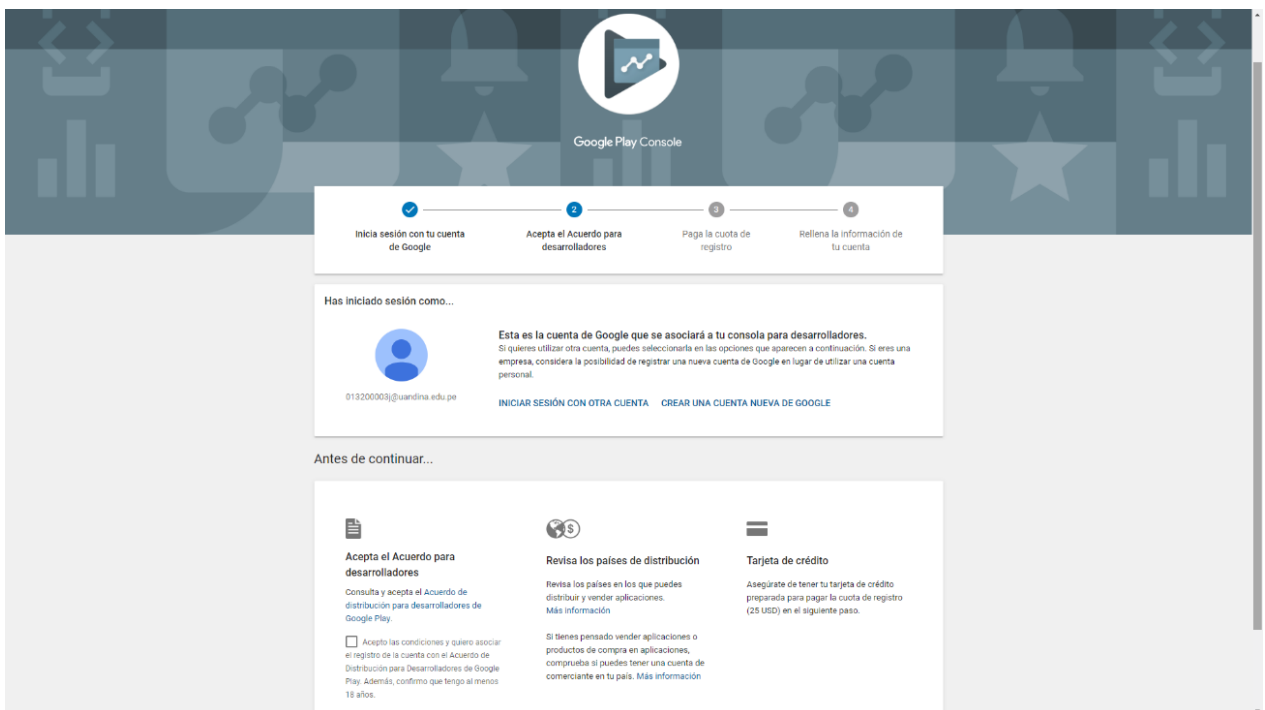 Google Play Console
2
3
4
Inicia sesión con tu cuenta
de Google
Acepta el Acuerdo para
desarrolladores
Paga la cuota de
registro
Rellena la información de
tu cuenta
Has iniciado sesión como...
013200003j@uandina.edu.pe
Esta es la cuenta de Google que se asociará a tu consola para desarrolladores.
Si quieres utilizar otra cuenta, puedes seleccionarla en las opciones que aparecen a continuación. Si eres una
empresa, considera la posibilidad de registrar una nueva cuenta de Google en lugar de utilizar una cuenta
personal.
INICIAR SESIÓN CON OTRA CUENTA CREAR UNA CUENTA NUEVA DE GOOGLE
Antes de continuar...
Acepta el Acuerdo para
desarrolladores
Consulta y acepta el Acuerdo de
distribución para desarrolladores de
Google Play.
Acepto las condiciones y quiero asociar
el registro de la cuenta con el Acuerdo de
Distribución para Desarrolladores de Google
Play. Además, confirmo que tengo al menos
18 años.
$
Revisa los países de distribución
Revisa los países en los que puedes
distribuir y vender aplicaciones.
Más información
Si tienes pensado vender aplicaciones o
productos de compra en aplicaciones,
comprueba si puedes tener una cuenta de
comerciante en tu país. Más información
Tarjeta de crédito
Asegúrate de tener tu tarjeta de crédito
preparada para pagar la cuota de registro
(25 USD) en el siguiente paso.